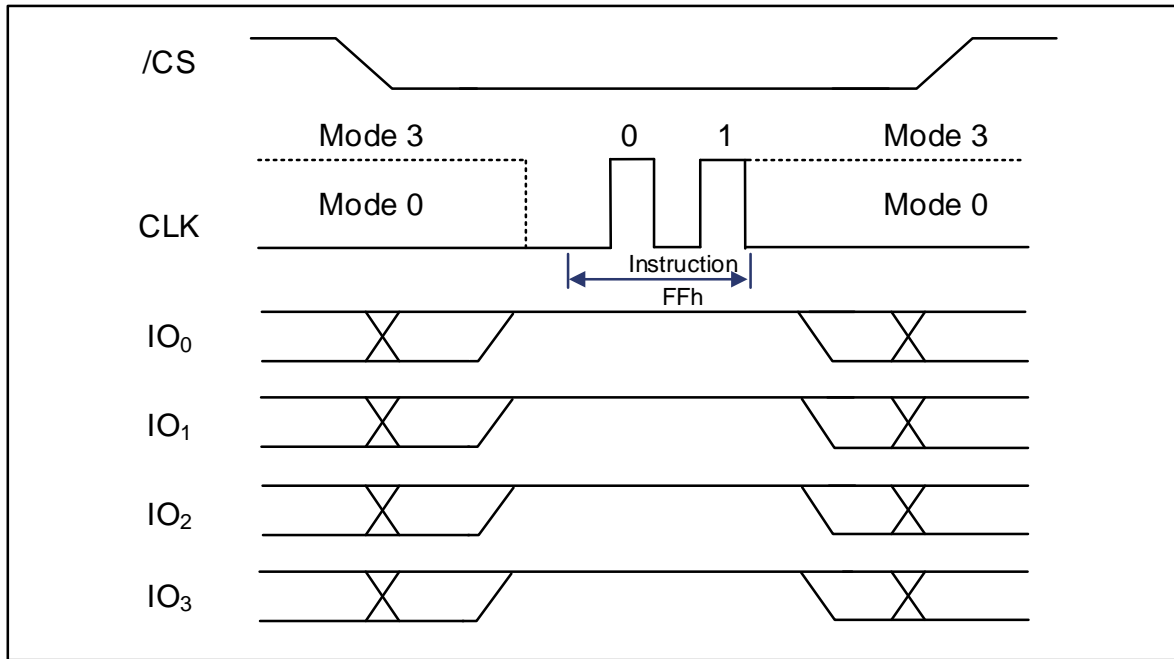 /CS
Mode 3 0 1 Mode 3
Mode 0 Mode 0
CLK
Instruction
FFh
IO₀
IO₁
IO₂
IO₃